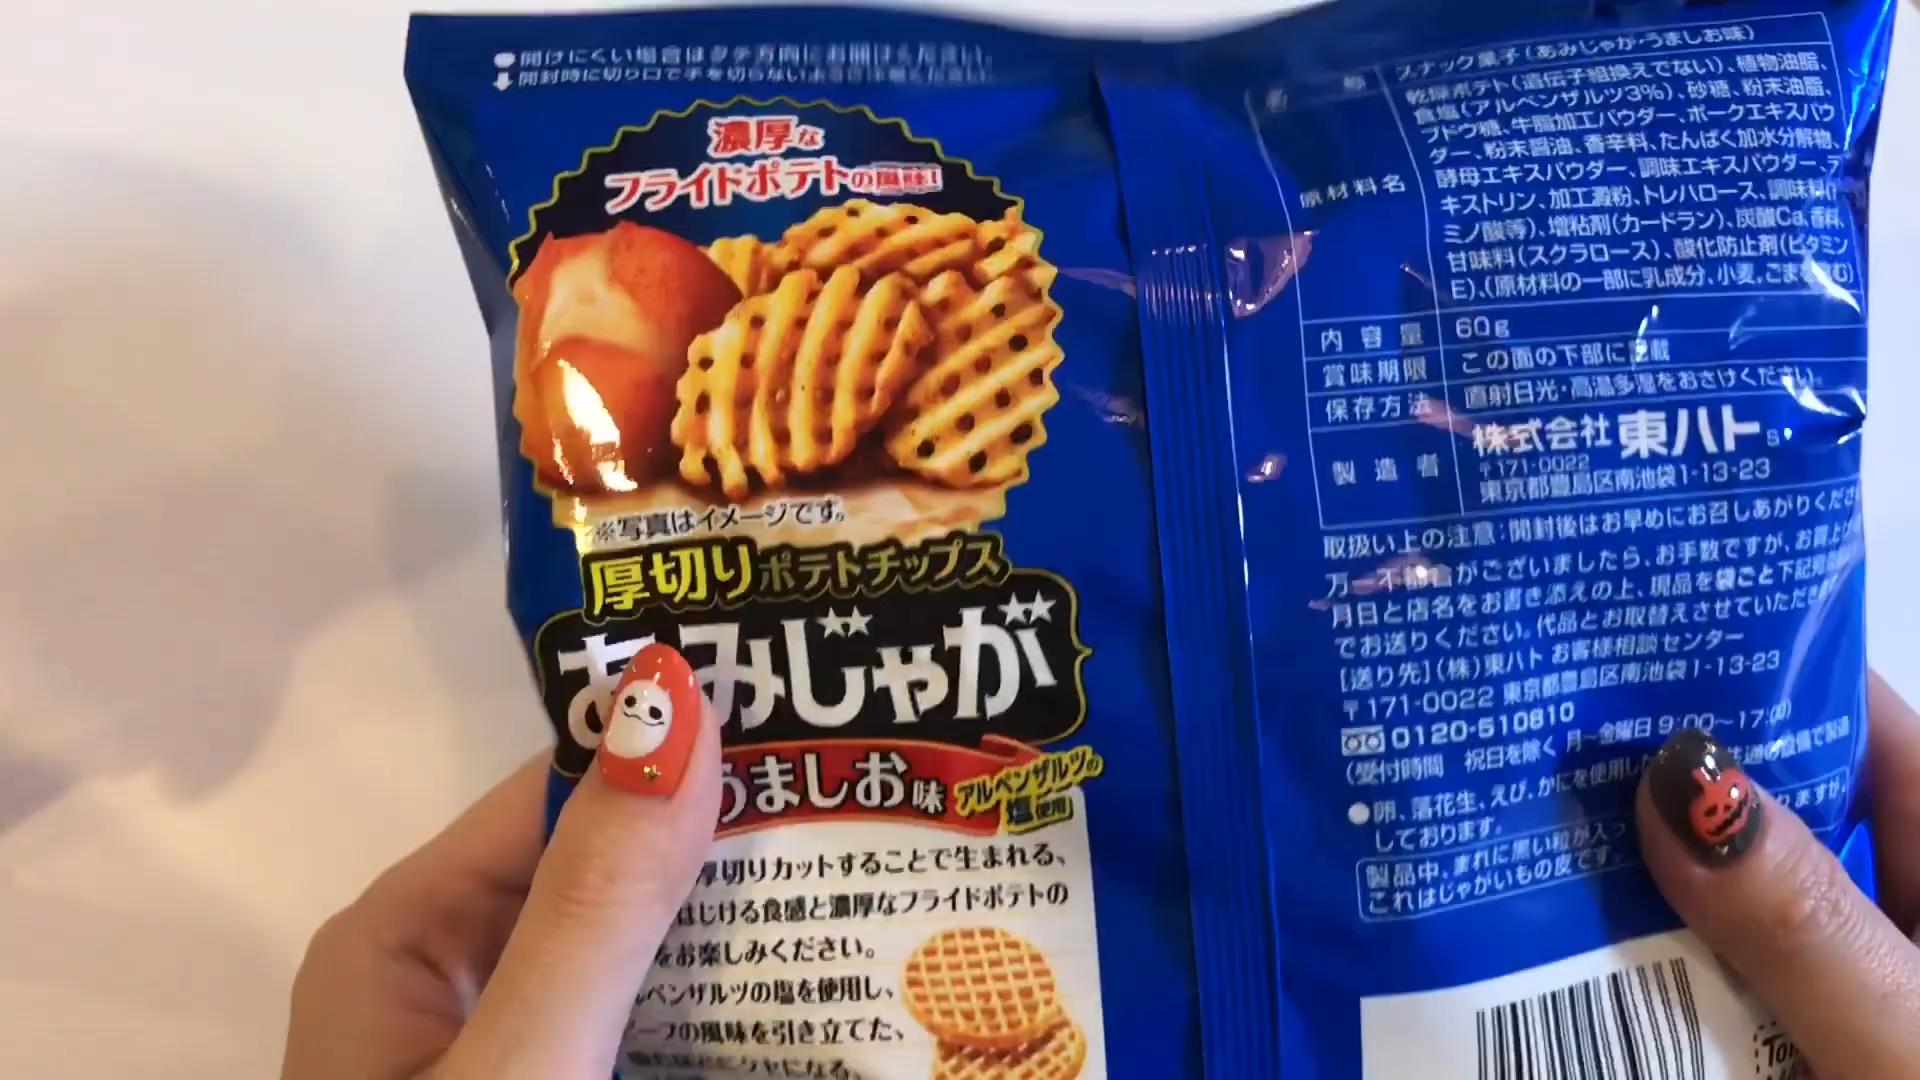 ●開けにくい場合はタテ方向にお開けください。
開封時に切り口で手を切らないよう
濃厚な
フライドポテトの風味!
※写真はイメージです。
厚切りポテトチップス
あみじゃが
うましお味
アルペンザルツの
塩使用
厚切りカットすることで生まれる、
はじける食感と濃厚なフライドポテトの
をお楽しみください。
ルペンザルツの塩を使用し、
の風味を引き立てた、
名称
スナック菓子(あみじゃが・うましお味)
原材料名
乾燥ポテト(遺伝子組換えでない)、植物油脂、
食塩(アルペンザルツ3%)、砂糖、粉末油脂、
ブドウ糖、牛脂加工パウダー、ポークエキスパウ
ダー、粉末醤油、香辛料、たんぱく加水分解物、
酵母エキスパウダー、調味エキスパウダー、デ
キストリン、加工澱粉、トレハロース、調味料(ア
ミノ酸等)、増粘剤(カードラン)、炭酸Ca、香料、
甘味料(スクラロース)、酸化防止剤(ビタミン
E)、(原材料の一部に乳成分、小麦、ごまを含む)
内容量
60g
賞味期限
この面の下部に記載
保存方法
直射日光・高温多湿をおさけください。
製造者
株式会社 東ハト S
〒171-0022
東京都豊島区南池袋1-13-23
取扱い上の注意:開封後はお早めにお召しあがりくださ
万一不都合がございましたら、お手数ですが、お買上
月日と店名をお書き添えの上、現品を袋ごと下記宛
でお送りください。代品とお取替えさせていただき
[送り先](株)東ハト お客様相談センター
〒171-0022 東京都豊島区南池袋1-13-23
0120-510810
(受付時間 祝日を除く 月〜金曜日 9:00〜17:00)
●卵、落花生、えび、かにを使用し 共通の設備で製造
しております。
製品中、まれに黒い粒が入っ りますが、
これはじゃがいもの皮です。